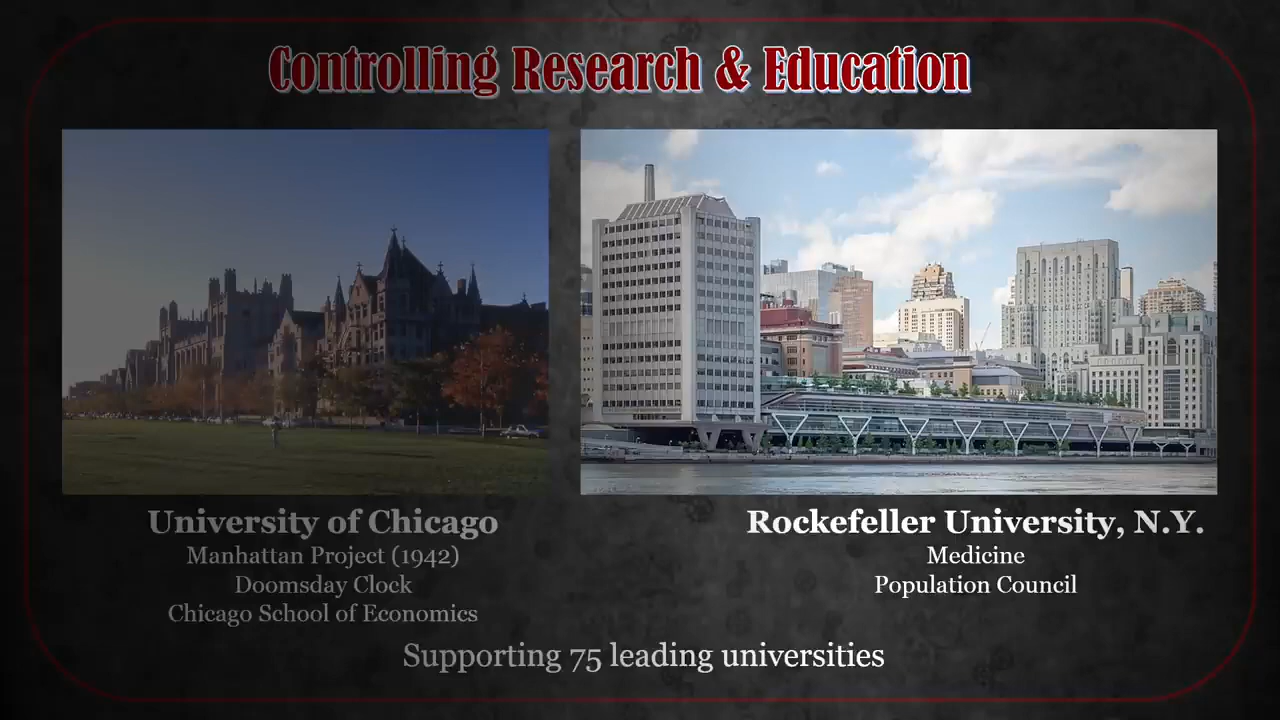 Controlling Research & Education
University of Chicago
Manhattan Project (1942)
Doomsday Clock
Chicago School of Economics
Rockefeller University, N.Y.
Medicine
Population Council
Supporting 75 leading universities